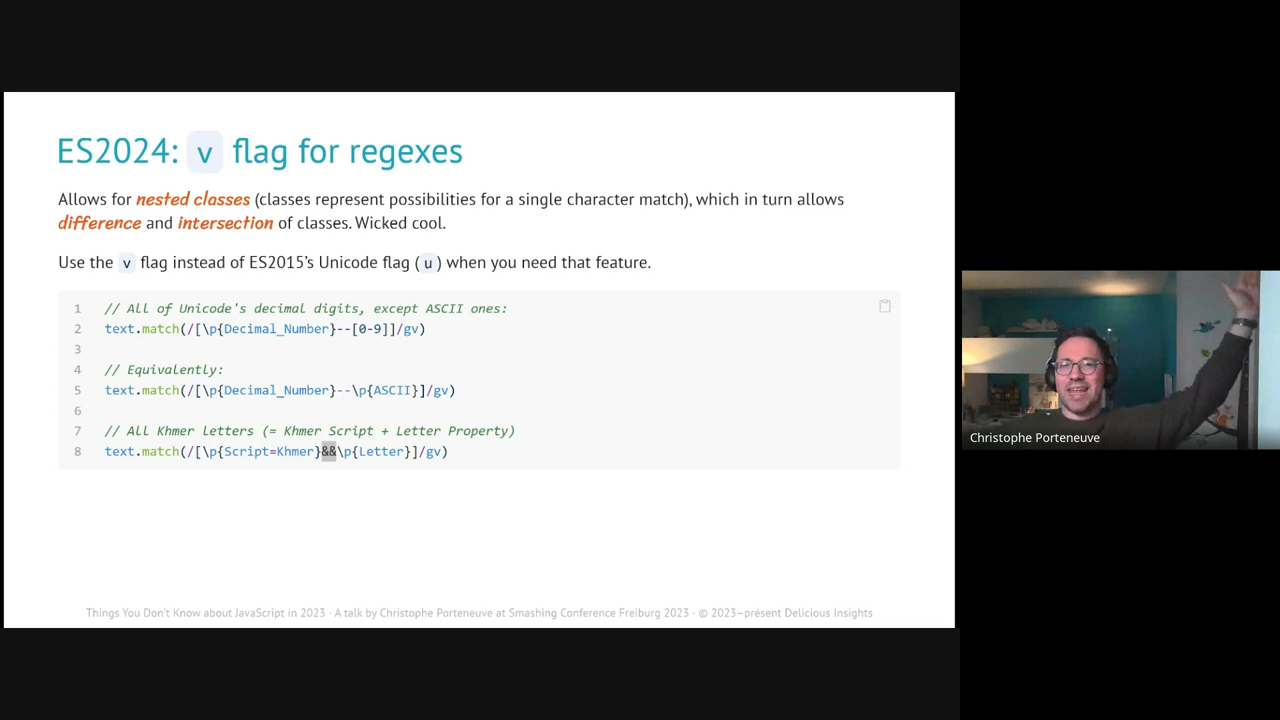 ES2024: v flag for regexes
Allows for nested classes (classes represent possibilities for a single character match), which in turn allows
difference and intersection of classes. Wicked cool.
Use the v flag instead of ES2015’s Unicode flag ( u ) when you need that feature.
1 // All of Unicode's decimal digits, except ASCII ones:
2 text.match(/[\p{Decimal_Number}--[0-9]]/gv)
3
4 // Equivalently:
5 text.match(/[\p{Decimal_Number}--\p{ASCII}]/gv)
6
7 // All Khmer letters (= Khmer Script + Letter Property)
8 text.match(/[\p{Script=Khmer}&&\p{Letter}]/gv)
Things You Don’t Know about JavaScript in 2023 · A talk by Christophe Porteneuve at Smashing Conference Freiburg 2023 · © 2023–présent Delicious Insights
Christophe Porteneuve